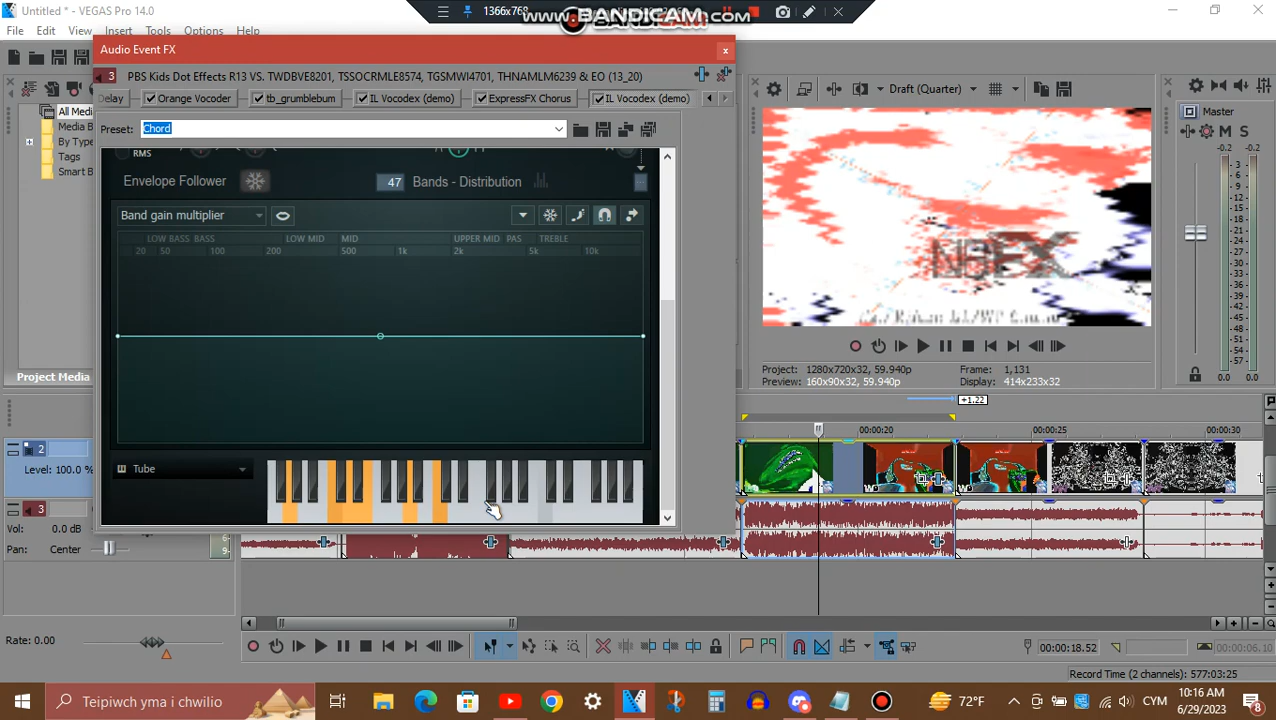 Untitled * - VEGAS Pro 14.0
1366x768
www.BANDICAM.com
File Edit View Insert Tools Options Help
Audio Event FX
3 PBS Kids Dot Effects R13 VS. TWDBVE8201, TSSOCRMLE8574, TGSMWI4701, THNAMLM6239 & EO (13_20)
Delay Orange Vocoder tb_grumblebum IL Vocodex (demo) ExpressFX Chorus IL Vocodex (demo)
Preset: Chord
All Med
Media B
By Type
Tags
Smart B
Project Media
RMS
Envelope Follower
47 Bands - Distribution
Band gain multiplier
LOW BASS BASS LOW MID MID UPPER MID PAS TREBLE
20 50 100 200 500 1k 2k 5k 10k
Tube
Draft (Quarter)
NBFX
Project: 1280x720x32, 59.940p
Frame: 1,131
Preview: 160x90x32, 59.940p
Display: 414x233x32
Master
M S
-0.2 -0.2
3
6
9
12
15
18
21
24
27
30
33
36
39
42
45
48
51
54
57
0.0 0.0
+1.22
00:00:20 00:00:25 00:00:30
2
Level: 100.0 %
3
Vol: 0.0 dB
Pan: Center
9
Rate: 0.00
00:00:18.52
00:00:06.10
Record Time (2 channels): 577:03:25
Teipiwch yma i chwilio
72°F
CYM
10:16 AM
6/29/2023
8